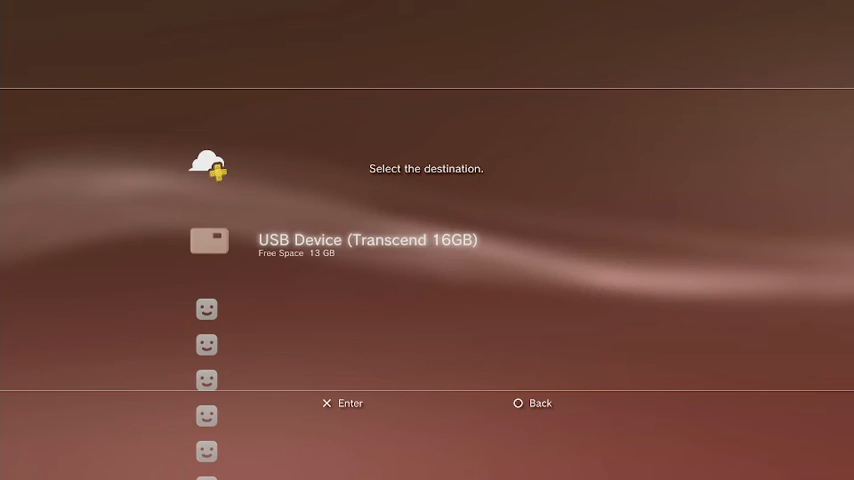 Select the destination.
USB Device (Transcend 16GB)
Free Space 13 GB
Enter
Back